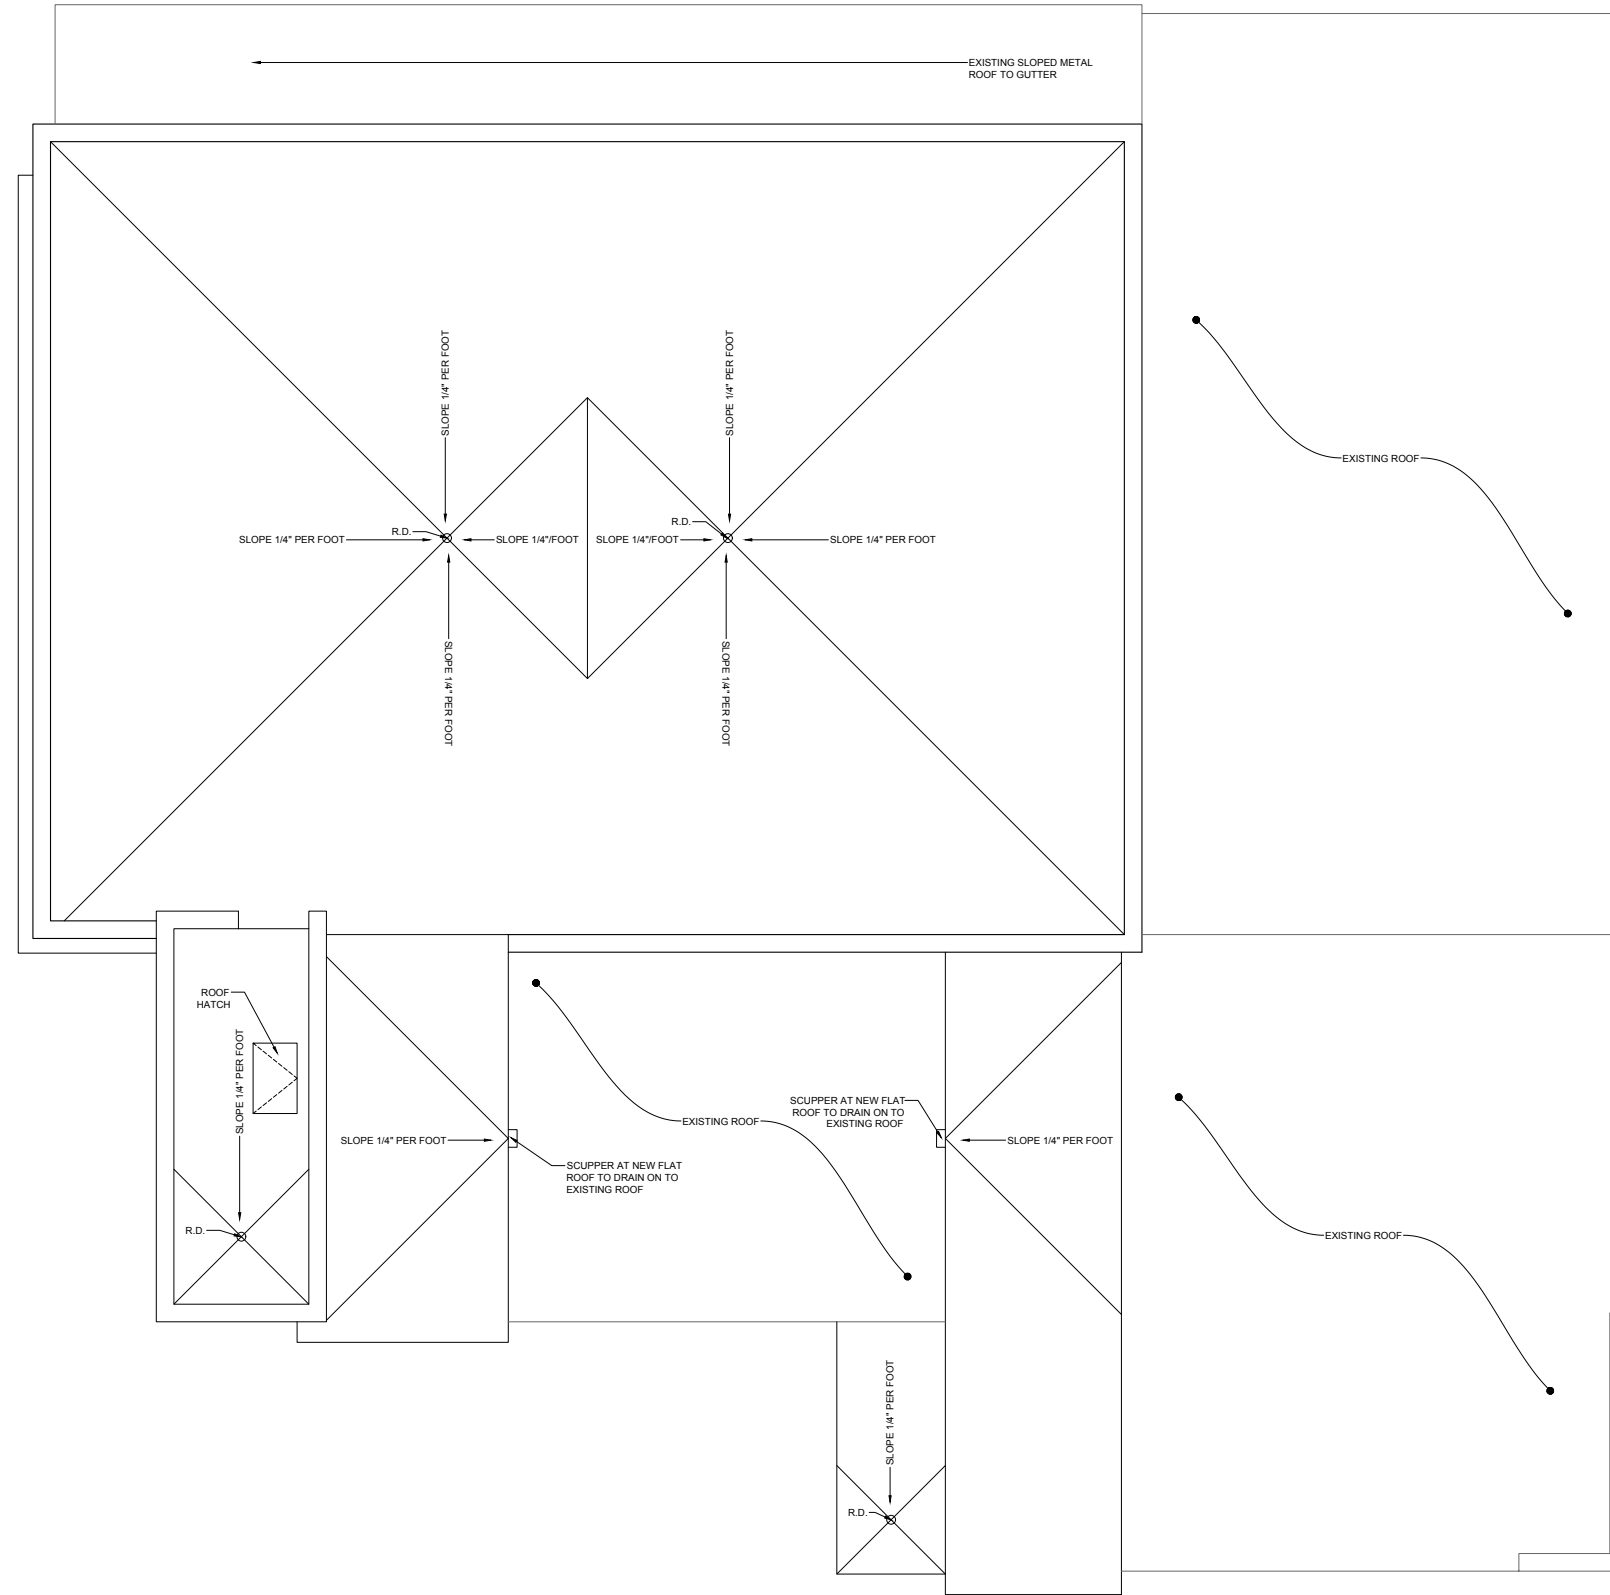 EXISTING SLOPED METAL
ROOF TO GUTTER
SLOPE 1/4" PER FOOT
SLOPE 1/4" PER FOOT
EXISTING ROOF
R.D.
R.D.
SLOPE 1/4" PER FOOT
SLOPE 1/4"/FOOT
SLOPE 1/4"/FOOT
SLOPE 1/4" PER FOOT
SLOPE 1/4" PER FOOT
SLOPE 1/4" PER FOOT
ROOF
HATCH
SLOPE 1/4" PER FOOT
SCUPPER AT NEW FLAT
ROOF TO DRAIN ON TO
EXISTING ROOF
EXISTING ROOF
SLOPE 1/4" PER FOOT
SLOPE 1/4" PER FOOT
SCUPPER AT NEW FLAT
ROOF TO DRAIN ON TO
EXISTING ROOF
R.D.
EXISTING ROOF
SLOPE 1/4" PER FOOT
R.D.